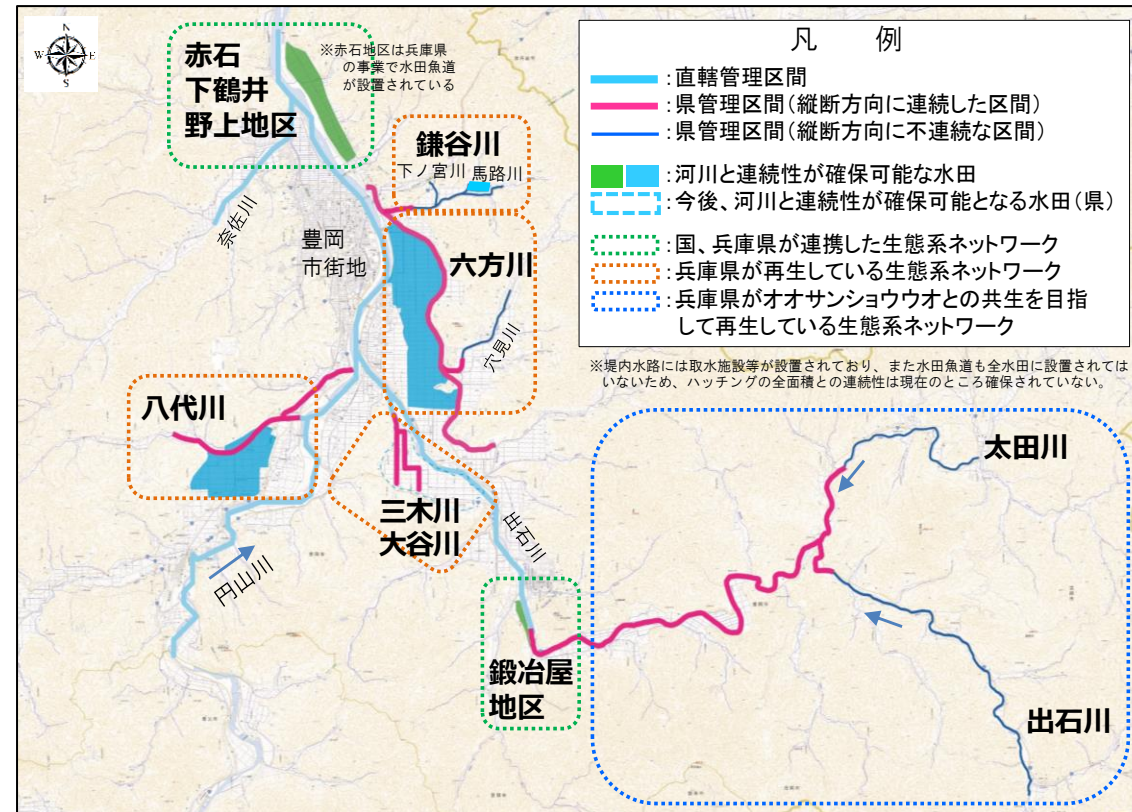 N
W E
S
赤石
下鶴井
野上地区
※赤石地区は兵庫県
の事業で水田魚道
が設置されている
鎌谷川
下ノ宮川 馬路川
奈佐川
豊岡
市街地
六方川
穴見川
八代川
三木川
大谷川
出石川
円山川
鍛冶屋
地区
太田川
出石川
凡 例
:直轄管理区間
:県管理区間(縦断方向に連続した区間)
:県管理区間(縦断方向に不連続な区間)
:河川と連続性が確保可能な水田
:今後、河川と連続性が確保可能となる水田(県)
:国、兵庫県が連携した生態系ネットワーク
:兵庫県が再生している生態系ネットワーク
:兵庫県がオオサンショウウオとの共生を目指
して再生している生態系ネットワーク
※堤内水路には取水施設等が設置されており、また水田魚道も全水田に設置されては
いないため、ハッチングの全面積との連続性は現在のところ確保されていない。